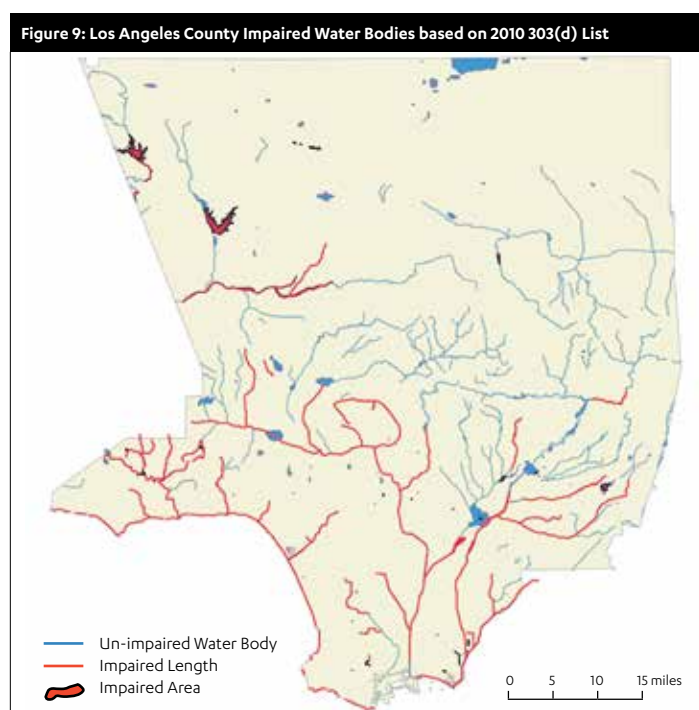 Figure 9: Los Angeles County Impaired Water Bodies based on 2010 303(d) List
Un-impaired Water Body
Impaired Length
Impaired Area
0 5 10 15 miles